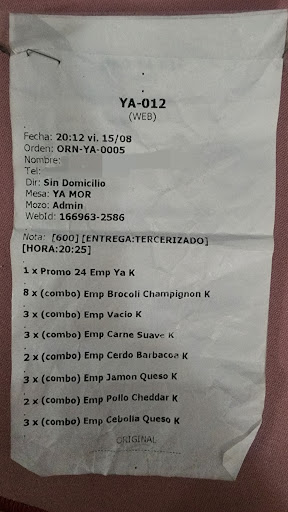 YA-012
(WEB)
Fecha: 20:12 vi. 15/08
Orden: ORN-YA-0005
Nombre:
Tel:
Dir: Sin Domicilio
Mesa: YA MOR
Mozo: Admin
WebId: 166963-2586
Nota: [600] [ENTREGA:TERCERIZADO]
[HORA:20:25]
1 x Promo 24 Emp Ya K
8 x (combo) Emp Brocoli Champignon K
3 x (combo) Emp Vacio K
3 x (combo) Emp Carne Suave K
2 x (combo) Emp Cerdo Barbacoa K
3 x (combo) Emp Jamon Queso K
2 x (combo) Emp Pollo Cheddar K
3 x (combo) Emp Cebolla Queso K
ORIGINAL